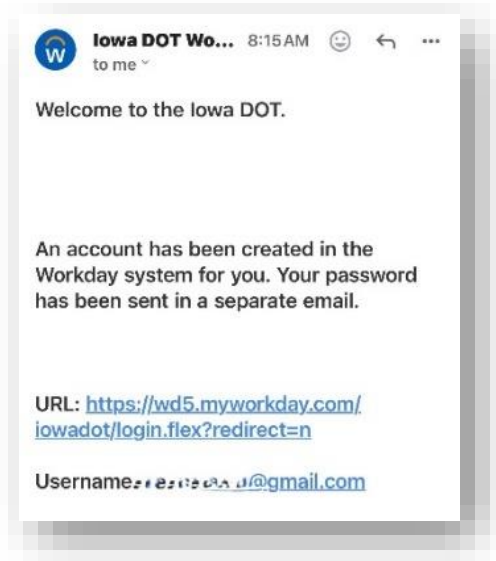 W
Iowa DOT Wo... 8:15 AM
to me
Welcome to the Iowa DOT.
An account has been created in the
Workday system for you. Your password
has been sent in a separate email.
URL: https://wd5.myworkday.com/
iowadot/login.flex?redirect=n
Username: @gmail.com